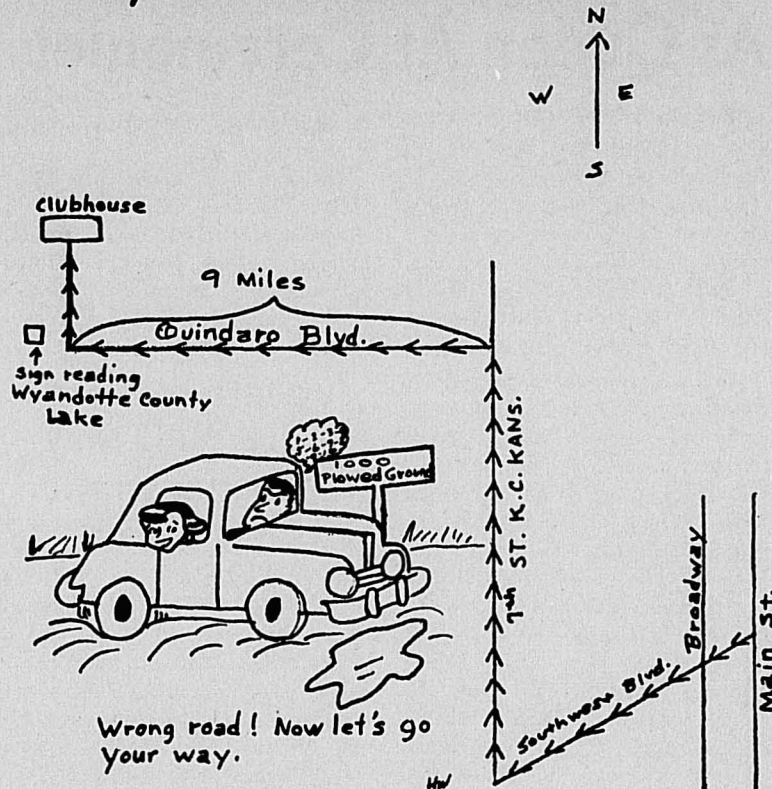 N
W E
S
clubhouse
9 Miles
Quindaro Blvd.
sign reading
Wyandotte County
Lake
1000
Plowed Ground
7th ST. K.C. KANS.
Broadway
Main St.
Southwest Blvd.
Wrong road! Now let's go
your way.
HW